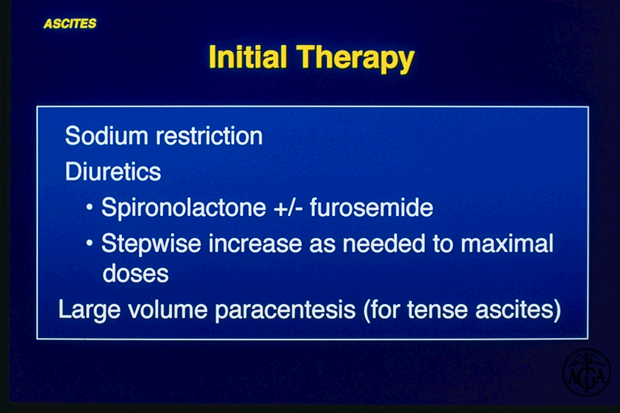 ASCITES
Initial Therapy
Sodium restriction
Diuretics
• Spironolactone +/- furosemide
• Stepwise increase as needed to maximal
doses
Large volume paracentesis (for tense ascites)
AGA